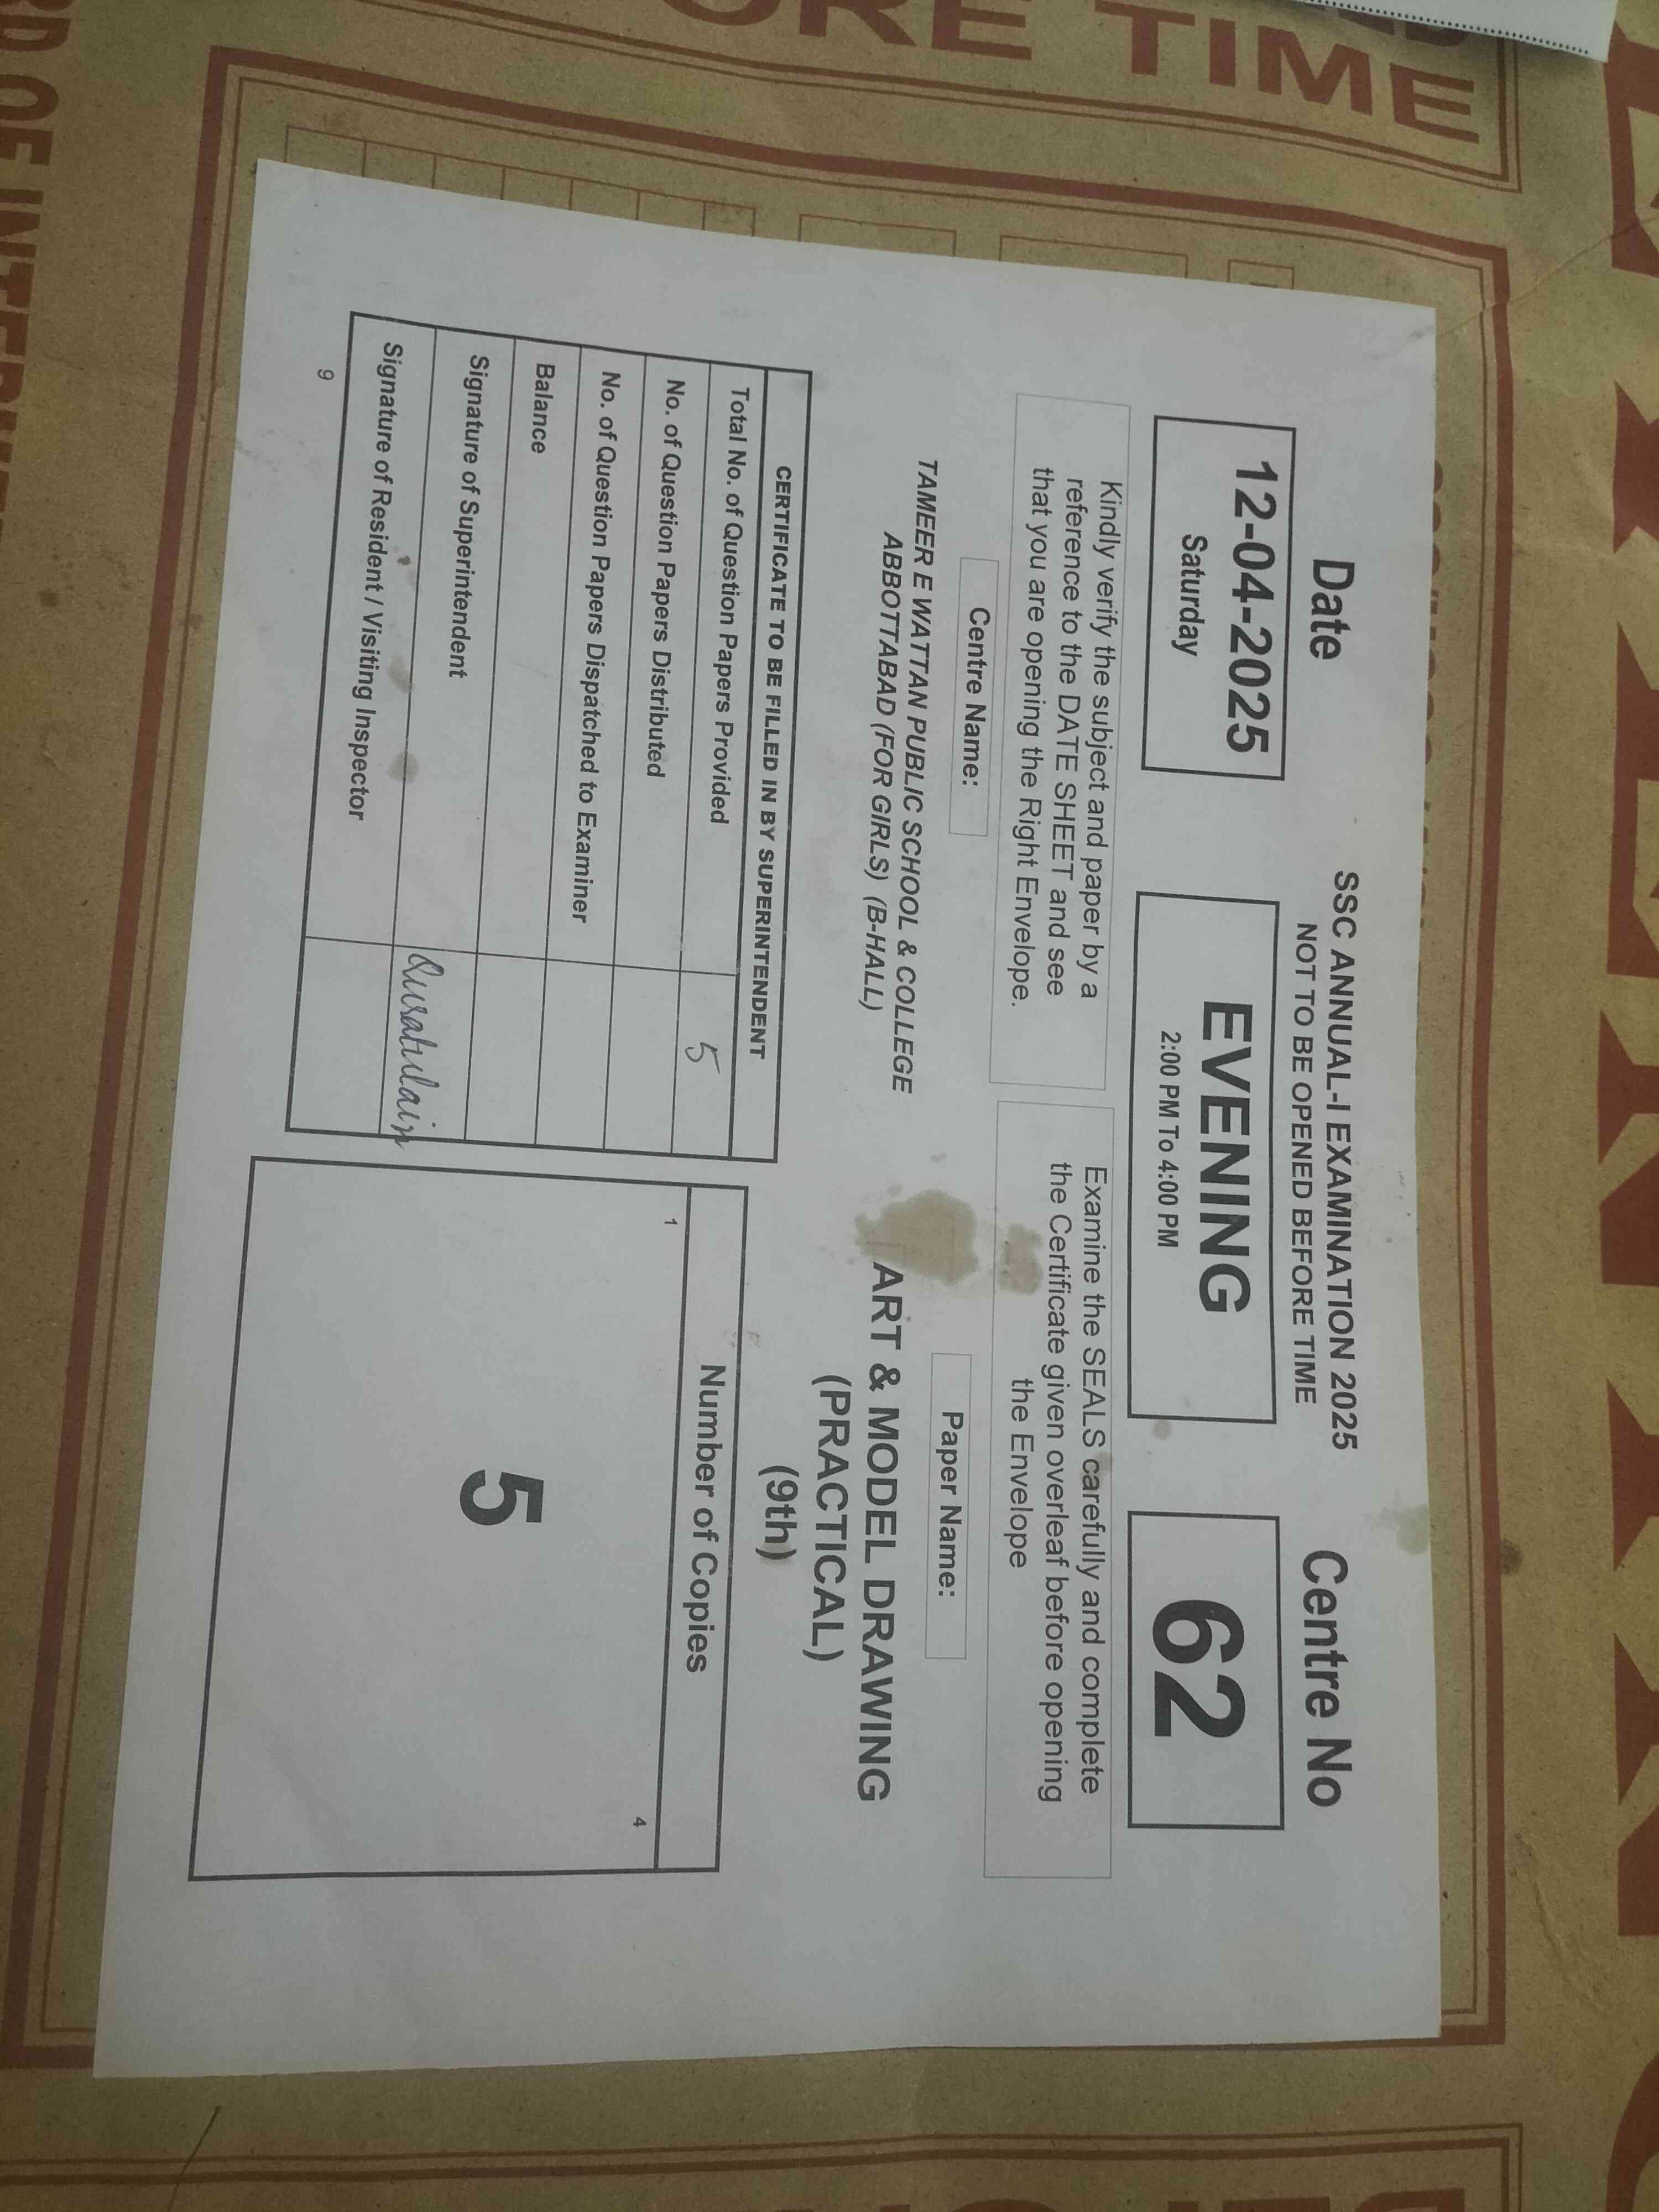 ORE TIME
Date
12-04-2025
Saturday
SSC ANNUAL-I EXAMINATION 2025
NOT TO BE OPENED BEFORE TIME
EVENING
2:00 PM To 4:00 PM
Centre No
62
Kindly verify the subject and paper by a
reference to the DATE SHEET and see
that you are opening the Right Envelope.
Examine the SEALS carefully and complete
the Certificate given overleaf before opening
the Envelope
Centre Name:
TAMEER E WATTAN PUBLIC SCHOOL & COLLEGE
ABBOTTABAD (FOR GIRLS) (B-HALL)
Paper Name:
ART & MODEL DRAWING
(PRACTICAL)
(9th)
CERTIFICATE TO BE FILLED IN BY SUPERINTENDENT
Total No. of Question Papers Provided 5
No. of Question Papers Distributed
No. of Question Papers Dispatched to Examiner
Balance
Signature of Superintendent Quratulain
Signature of Resident / Visiting Inspector
9
Number of Copies
1 4
5